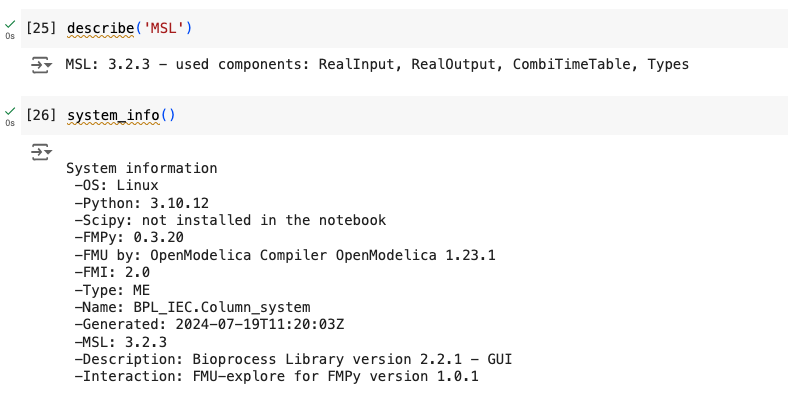 [25] describe('MSL')
0s
MSL: 3.2.3 - used components: RealInput, RealOutput, CombiTimeTable, Types
[26] system_info()
0s
System information
-OS: Linux
-Python: 3.10.12
-Scipy: not installed in the notebook
-FMPy: 0.3.20
-FMU by: OpenModelica Compiler OpenModelica 1.23.1
-FMI: 2.0
-Type: ME
-Name: BPL_IEC.Column_system
-Generated: 2024-07-19T11:20:03Z
-MSL: 3.2.3
-Description: Bioprocess Library version 2.2.1 - GUI
-Interaction: FMU-explore for FMPy version 1.0.1